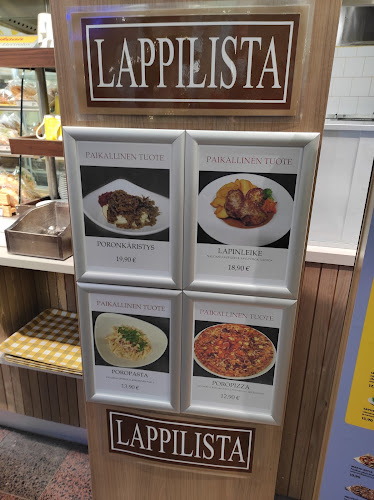 LAPPILISTA
PAIKALLINEN TUOTE
PORONKÄRISTYS
19,90 €
PAIKALLINEN TUOTE
LAPINLEIKE
18,90 €
PAIKALLINEN TUOTE
POROPASTA
13,90 €
PAIKALLINEN TUOTE
POROPIZZA
12,90 €
LAPPILISTA